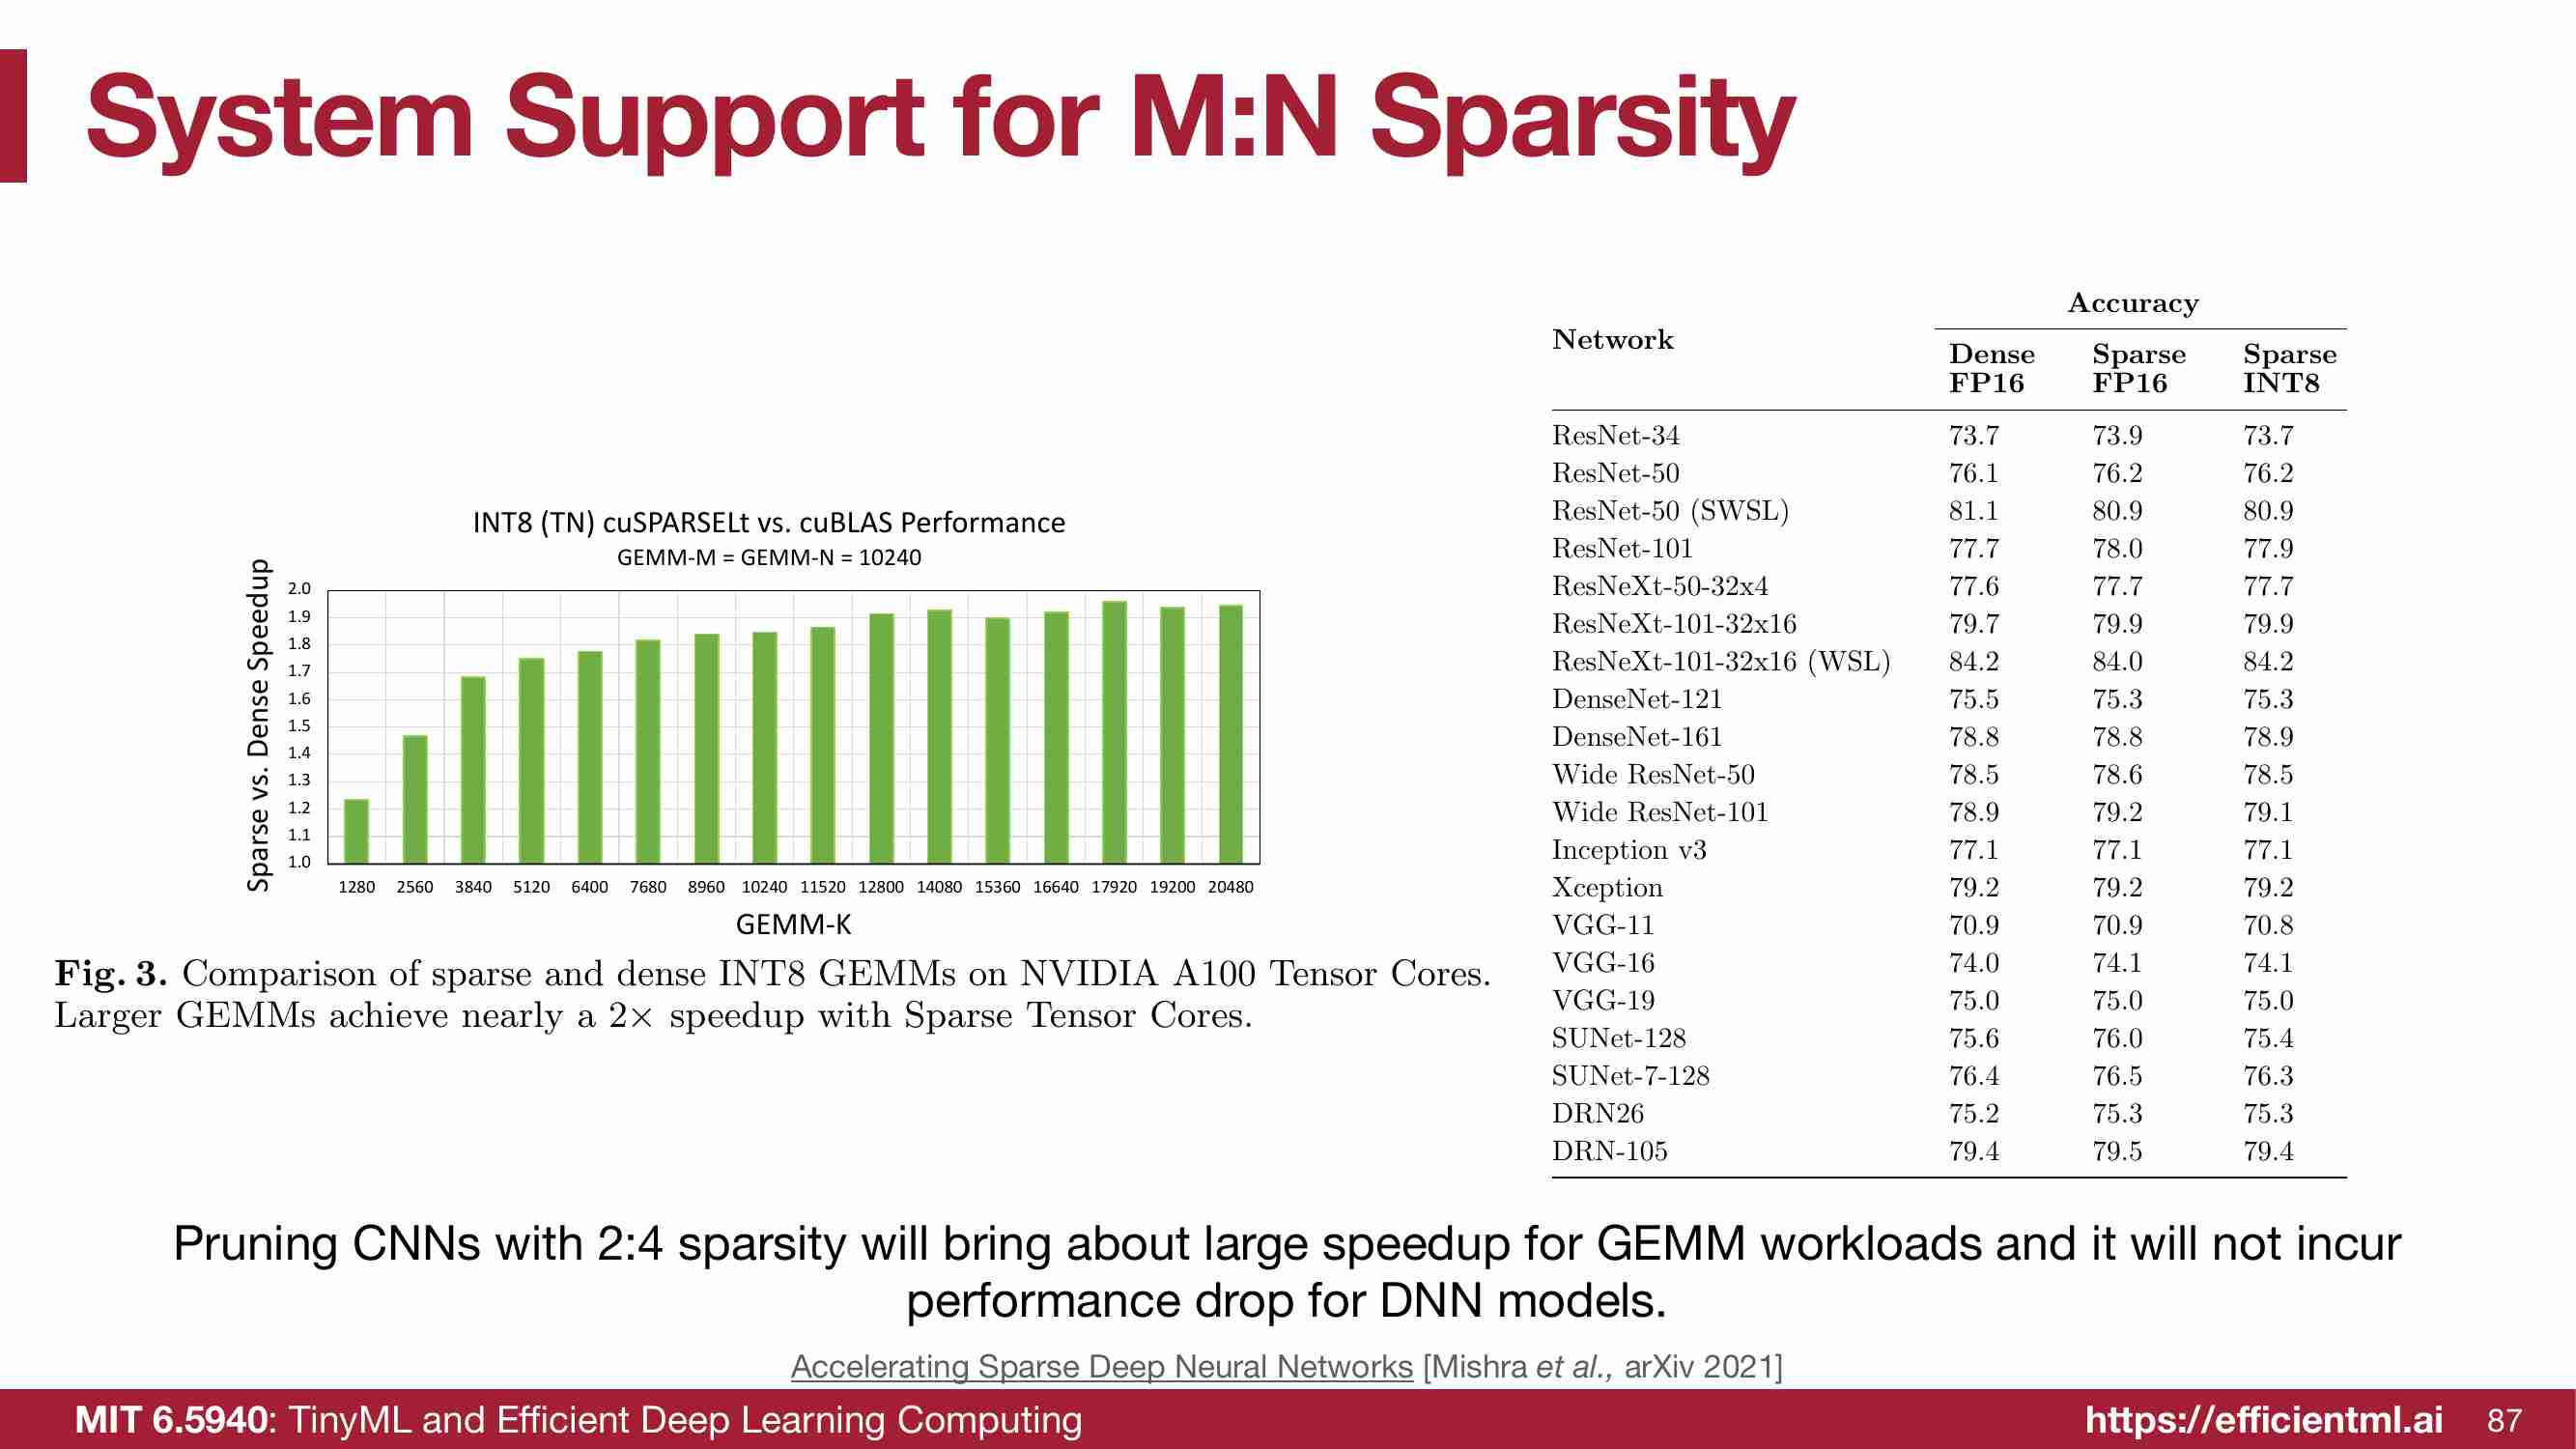 System Support for M:N Sparsity
INT8 (TN) cuSPARSELt vs. cuBLAS Performance
GEMM-M = GEMM-N = 10240
Sparse vs. Dense Speedup
2.0
1.9
1.8
1.7
1.6
1.5
1.4
1.3
1.2
1.1
1.0
1280 2560 3840 5120 6400 7680 8960 10240 11520 12800 14080 15360 16640 17920 19200 20480
GEMM-K
Fig. 3. Comparison of sparse and dense INT8 GEMMs on NVIDIA A100 Tensor Cores.
Larger GEMMs achieve nearly a 2× speedup with Sparse Tensor Cores.
Accuracy
Network
Dense Sparse Sparse
FP16 FP16 INT8
ResNet-34 73.7 73.9 73.7
ResNet-50 76.1 76.2 76.2
ResNet-50 (SWSL) 81.1 80.9 80.9
ResNet-101 77.7 78.0 77.9
ResNeXt-50-32x4 77.6 77.7 77.7
ResNeXt-101-32x16 79.7 79.9 79.9
ResNeXt-101-32x16 (WSL) 84.2 84.0 84.2
DenseNet-121 75.5 75.3 75.3
DenseNet-161 78.8 78.8 78.9
Wide ResNet-50 78.5 78.6 78.5
Wide ResNet-101 78.9 79.2 79.1
Inception v3 77.1 77.1 77.1
Xception 79.2 79.2 79.2
VGG-11 70.9 70.9 70.8
VGG-16 74.0 74.1 74.1
VGG-19 75.0 75.0 75.0
SUNet-128 75.6 76.0 75.4
SUNet-7-128 76.4 76.5 76.3
DRN26 75.2 75.3 75.3
DRN-105 79.4 79.5 79.4
Pruning CNNs with 2:4 sparsity will bring about large speedup for GEMM workloads and it will not incur
performance drop for DNN models.
Accelerating Sparse Deep Neural Networks [Mishra et al., arXiv 2021]
MIT 6.5940: TinyML and Efficient Deep Learning Computing
https://efficientml.ai 87